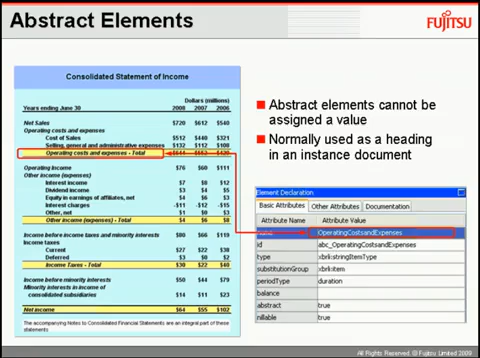 Abstract Elements
FUJITSU
Consolidated Statement of Income
Dollars (millions)
Years ending June 30 2008 2007 2006
Net Sales $720 $612 $540
Operating costs and expenses
Cost of Sales $512 $440 $321
Selling, general and administrative expenses $132 $112 $108
Operating costs and expenses - Total
Operating income $76 $60 $111
Other income (expenses)
Interest income $7 $8 $12
Dividend income $3 $4 $5
Equity in earnings of affiliates, net $4 $6 $3
Interest charges -$11 -$12 -$15
Other, net $1 $0 $3
Other income (expense) - Total $4 $6 $8
Income before income taxes and minority interests $80 $66 $119
Income taxes
Current $27 $22 $38
Deferred $3 $0 $2
Income Taxes - Total $30 $22 $40
Income before minority interests $50 $44 $79
Minority interests in income of
consolidated subsidiaries $14 $11 $23
Net income $64 $55 $102
The accompanying Notes to Consolidated Financial Statements are an integral part of these
statements
Abstract elements cannot be
assigned a value
Normally used as a heading
in an instance document
Element Declaration
Basic Attributes Other Attributes Documentation
Attribute Name Attribute Value
OperatingCostsandExpenses
id abc_OperatingCostsandExpenses
type xbrli:stringItemType
substitutionGroup xbrli:item
periodType duration
balance
abstract true
nillable true
All Rights Reserved. © Fujitsu Limited 2009